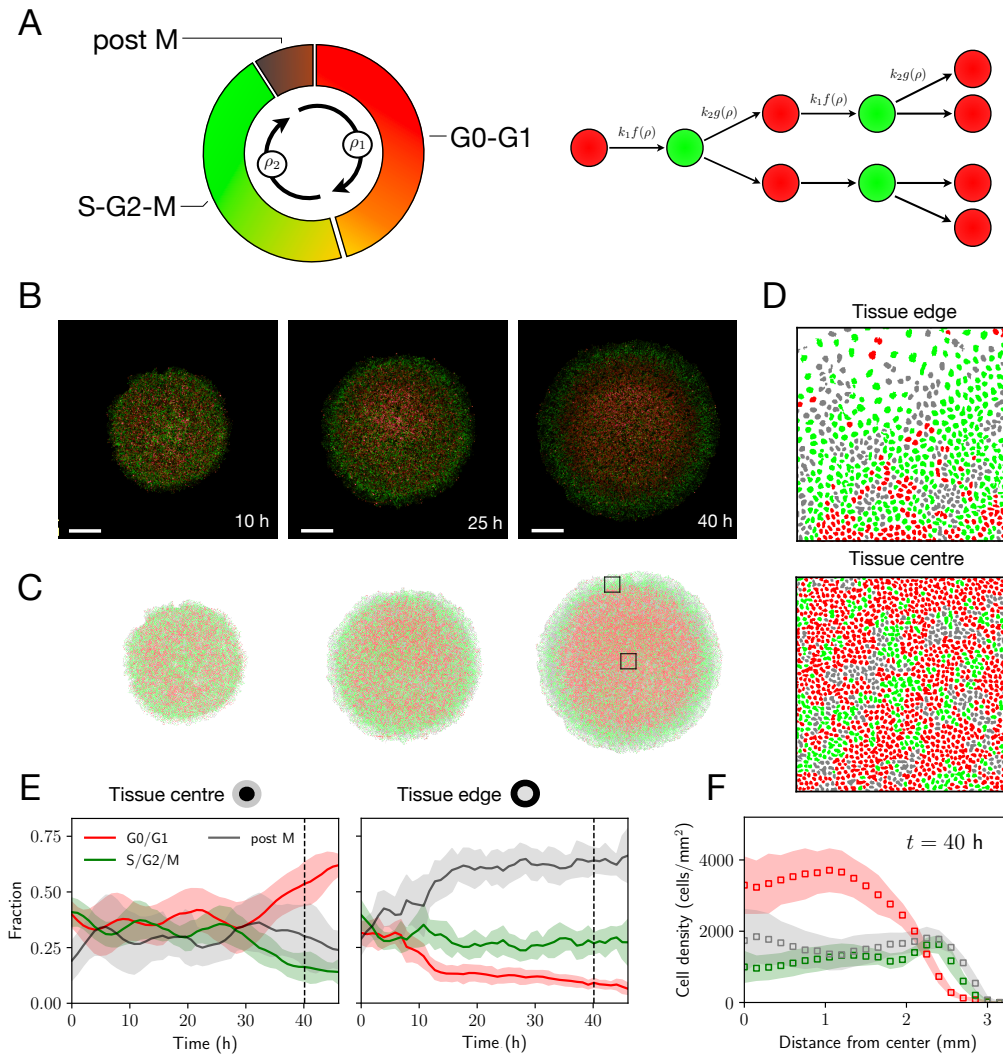 A
post M
G0-G1
S-G2-M
ρ1
ρ2
k1f(ρ)
k2g(ρ)
k1f(ρ)
k2g(ρ)
B
10 h
25 h
40 h
C
D
Tissue edge
Tissue centre
E
Tissue centre
Tissue edge
G0/G1
S/G2/M
post M
Fraction
0.75
0.50
0.25
0.00
0 10 20 30 40
Time (h)
0 10 20 30 40
Time (h)
F
t = 40 h
Cell density (cells/mm²)
4000
2000
0
0 1 2 3
Distance from center (mm)